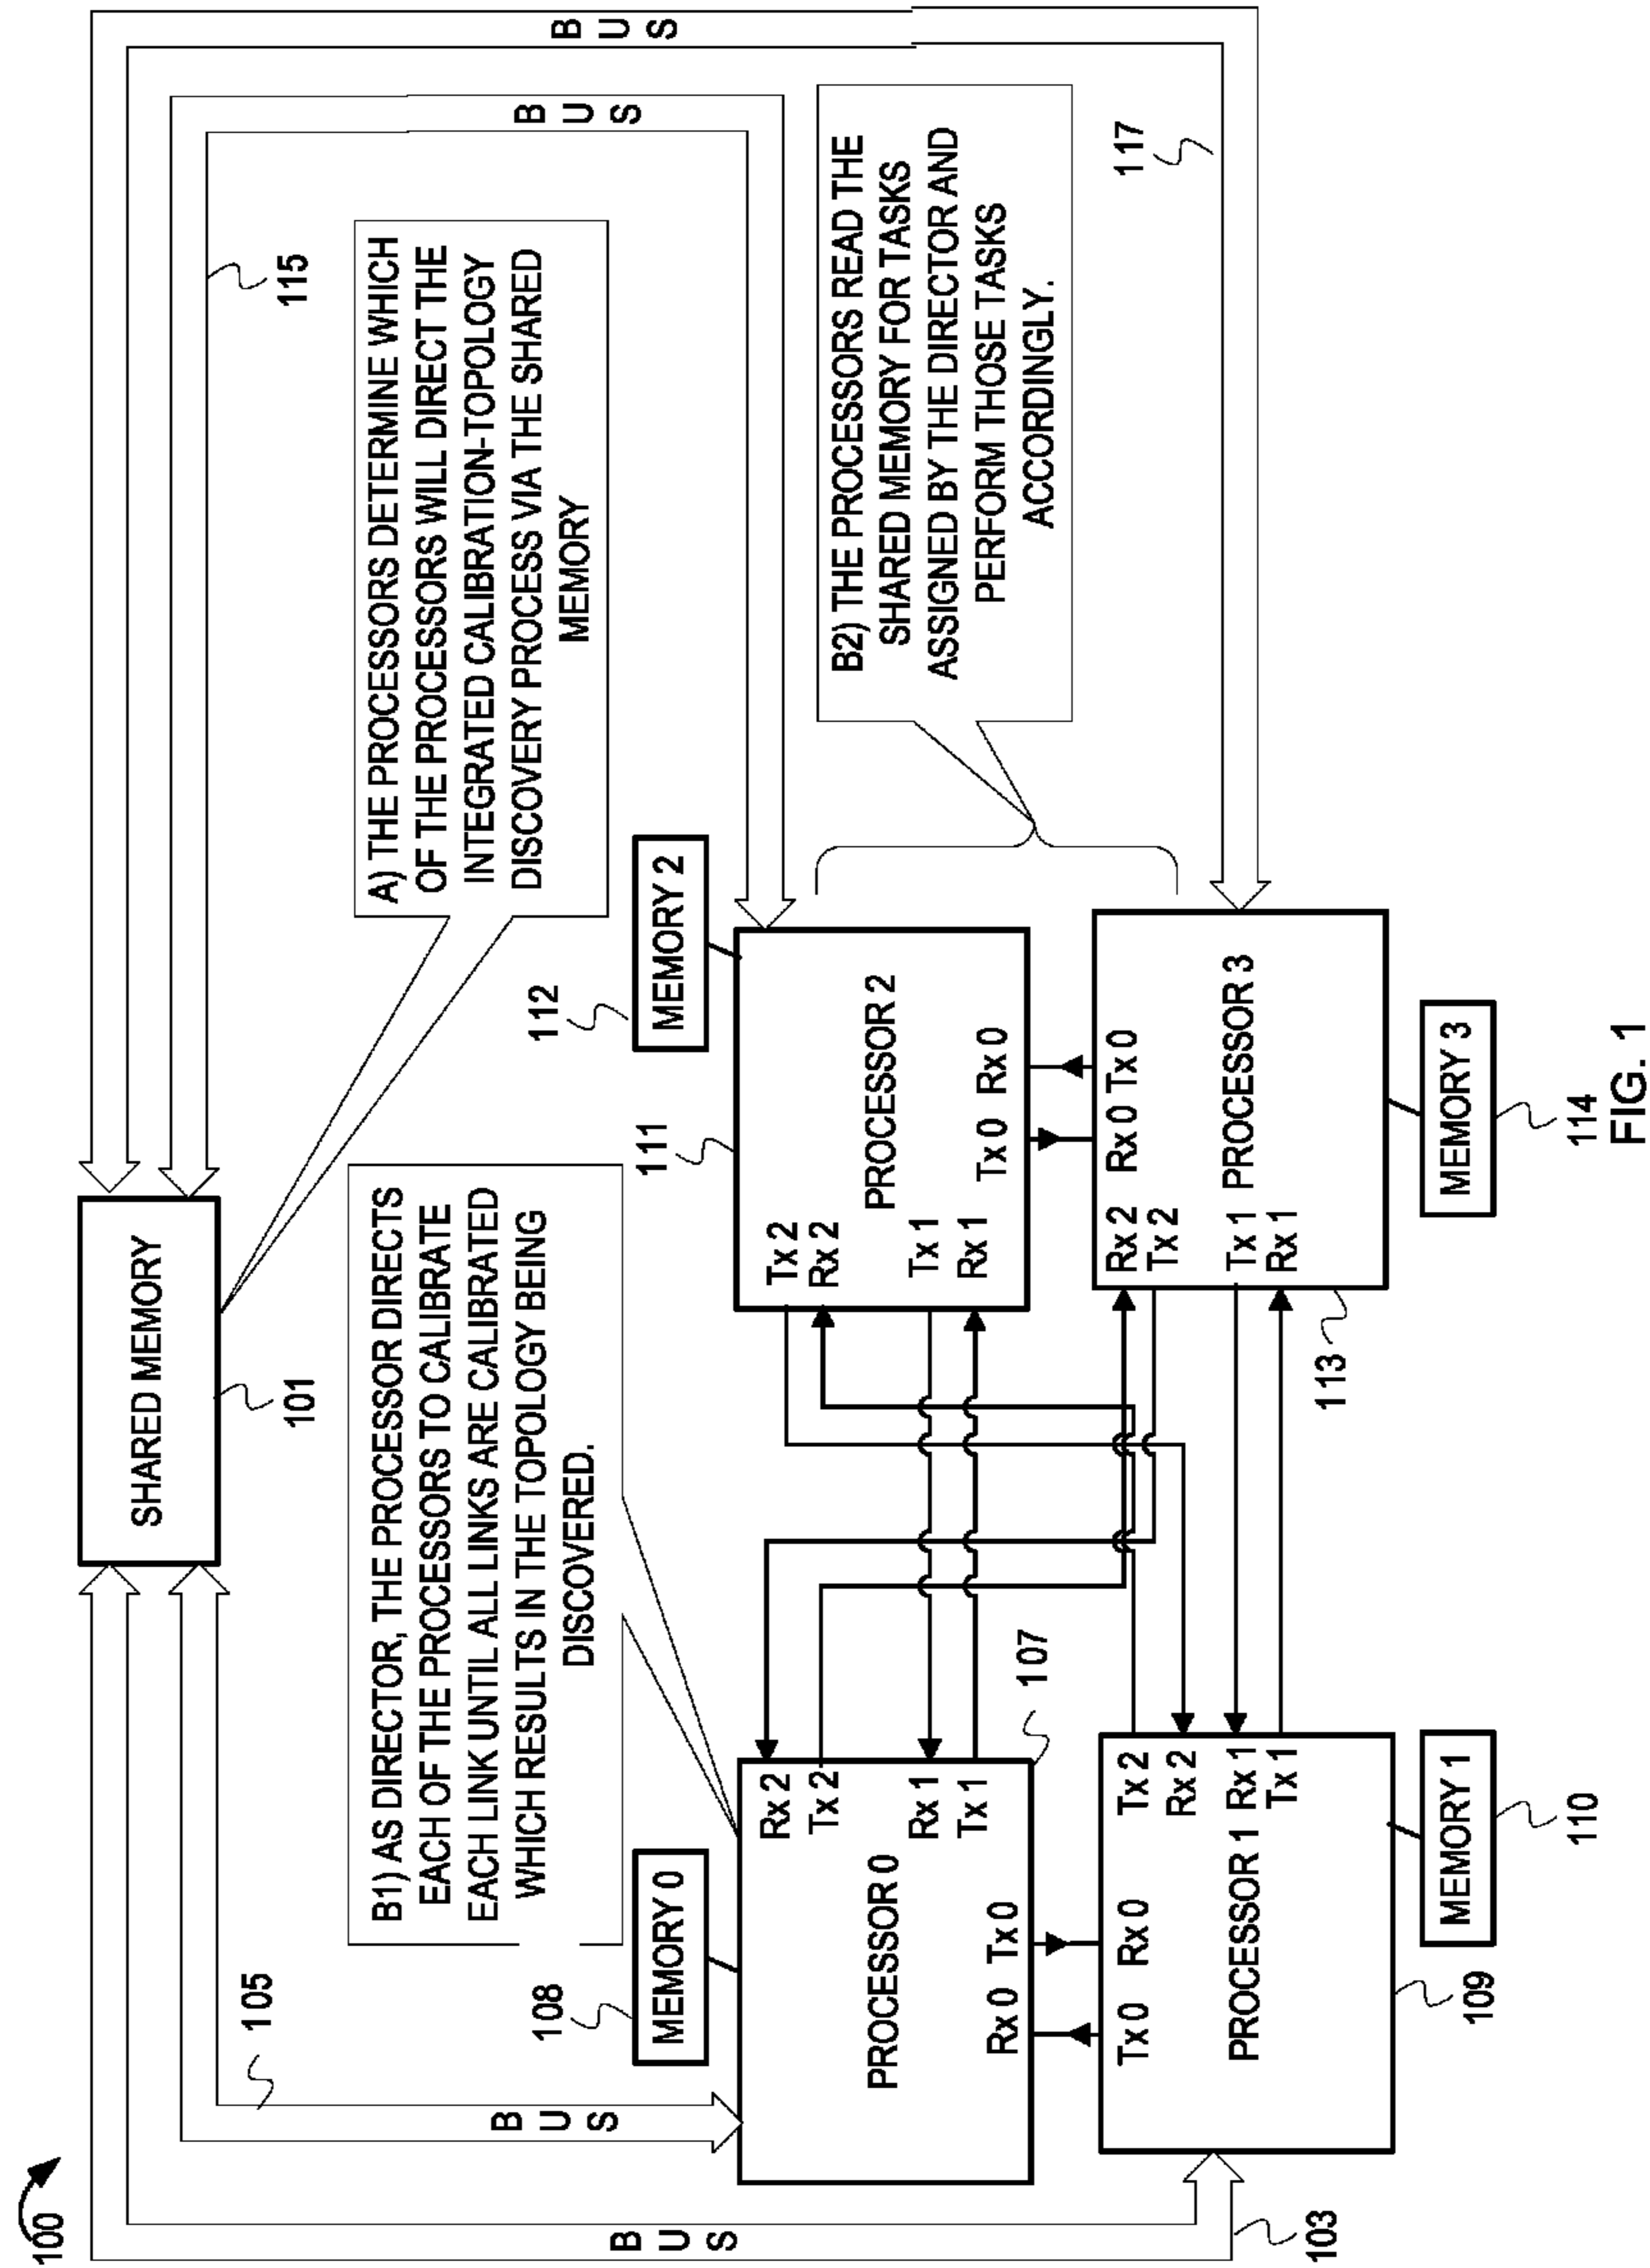 100
SHARED MEMORY
101
105
115
BUS
BUS
BUS
BUS
A) THE PROCESSORS DETERMINE WHICH
OF THE PROCESSORS WILL DIRECT THE
INTEGRATED CALIBRATION-TOPOLOGY
DISCOVERY PROCESS VIA THE SHARED
MEMORY
B1) AS DIRECTOR, THE PROCESSOR DIRECTS
EACH OF THE PROCESSORS TO CALIBRATE
EACH LINK UNTIL ALL LINKS ARE CALIBRATED
WHICH RESULTS IN THE TOPOLOGY BEING
DISCOVERED.
B2) THE PROCESSORS READ THE
SHARED MEMORY FOR TASKS
ASSIGNED BY THE DIRECTOR AND
PERFORM THOSE TASKS
ACCORDINGLY.
108
MEMORY 0
112
MEMORY 2
111
Rx 2
Tx 2
PROCESSOR 0
Rx 1
Tx 1
Rx 0 Tx 0
107
Tx 2
Rx 2
PROCESSOR 2
Tx 1
Rx 1
Tx 0 Rx 0
Tx 0 Rx 0
Tx 2
Rx 2
PROCESSOR 1
Rx 1
Tx 1
Rx 2
Tx 2
Rx 0 Tx 0
Tx 1
PROCESSOR 3
Rx 1
117
103
109
113
MEMORY 1
110
MEMORY 3
114
FIG. 1